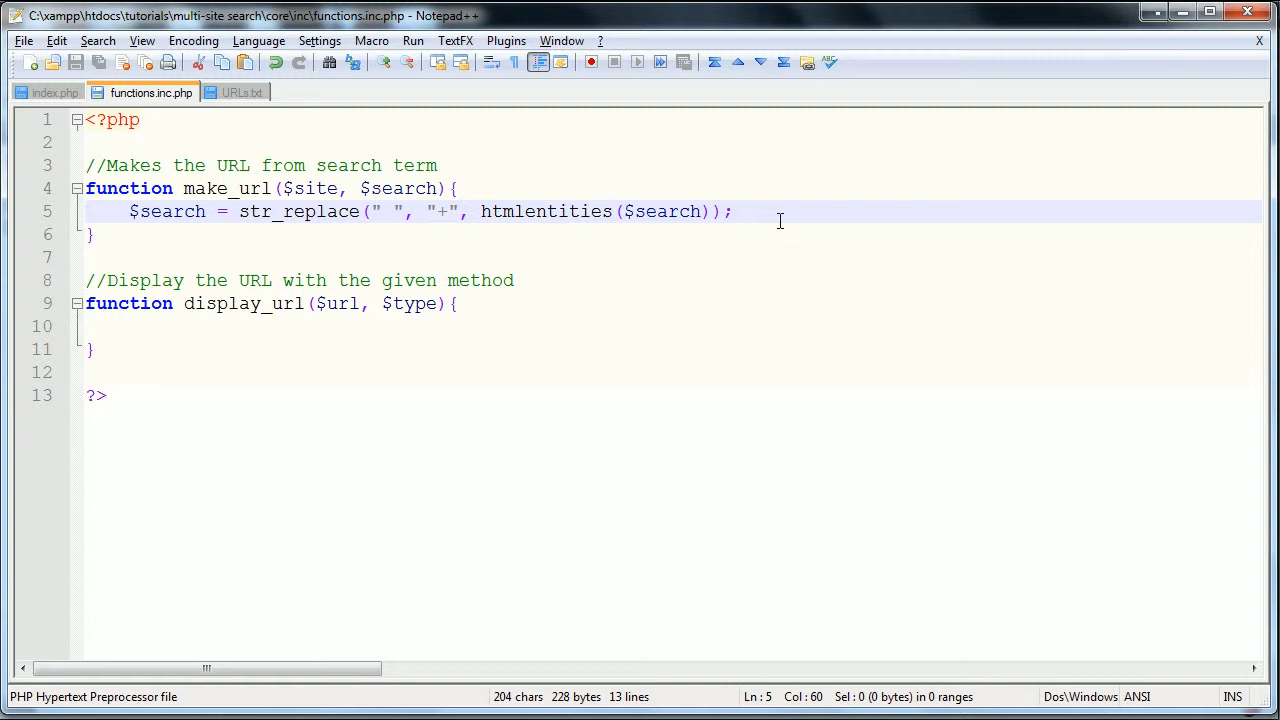 C:\xampp\htdocs\tutorials\multi-site search\core\inc\functions.inc.php - Notepad++
File Edit Search View Encoding Language Settings Macro Run TextFX Plugins Window ? X
index.php functions.inc.php URLs.txt
1 <?php
2
3 //Makes the URL from search term
4 function make_url($site, $search){
5 $search = str_replace(" ", "+", htmlentities($search));
6 }
7
8 //Display the URL with the given method
9 function display_url($url, $type){
10
11 }
12
13 ?>
PHP Hypertext Preprocessor file 204 chars 228 bytes 13 lines Ln : 5 Col : 60 Sel : 0 (0 bytes) in 0 ranges Dos\Windows ANSI INS